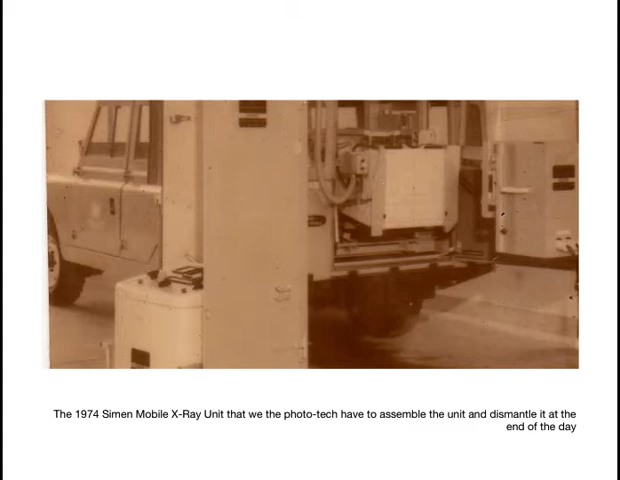 The 1974 Simen Mobile X-Ray Unit that we the photo-tech have to assemble the unit and dismantle it at the
end of the day